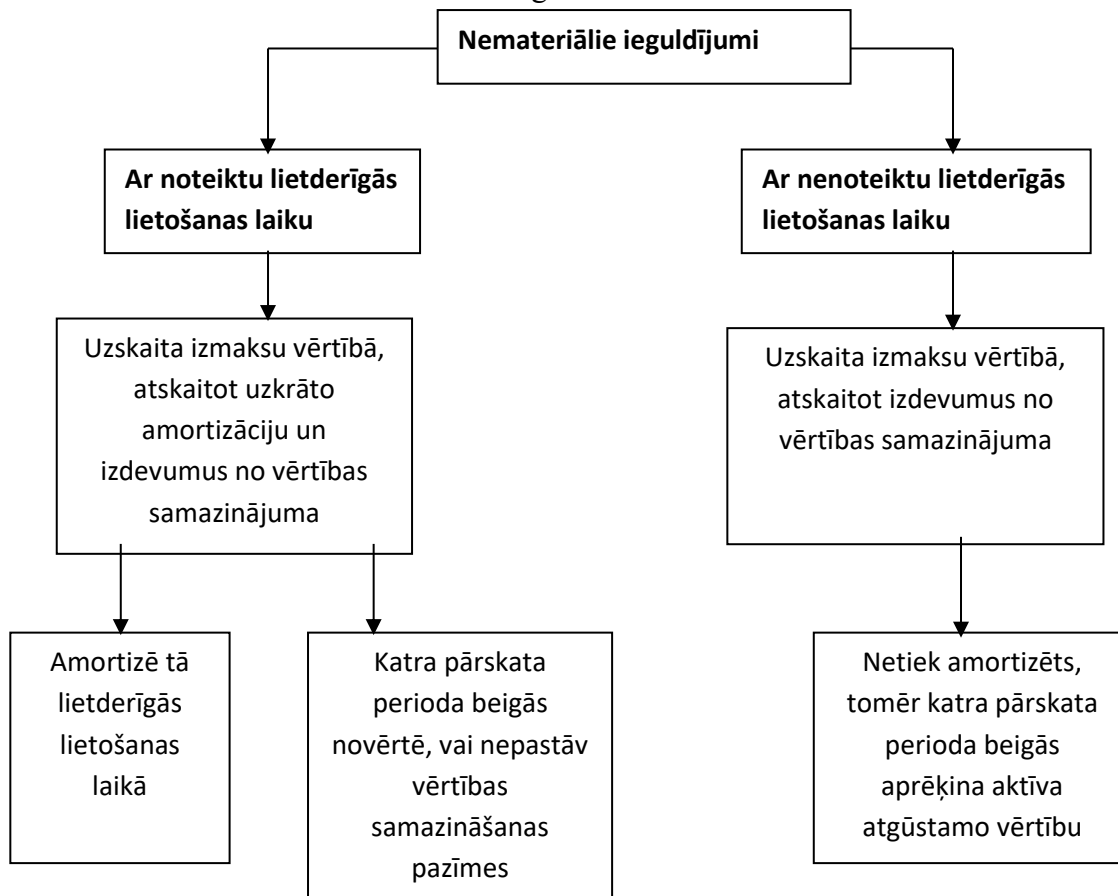 Nemateriālie ieguldījumi
Ar noteiktu lietderīgās
lietošanas laiku
Ar nenoteiktu lietderīgās
lietošanas laiku
Uzskaita izmaksu vērtībā,
atskaitot uzkrāto
amortizāciju un
izdevumus no vērtības
samazinājuma
Uzskaita izmaksu vērtībā,
atskaitot izdevumus no
vērtības samazinājuma
Amortizē tā
lietderīgās
lietošanas
laikā
Katra pārskata
perioda beigās
novērtē, vai nepastāv
vērtības
samazināšanas
pazīmes
Netiek amortizēts,
tomēr katra pārskata
perioda beigās
aprēķina aktīva
atgūstamo vērtību